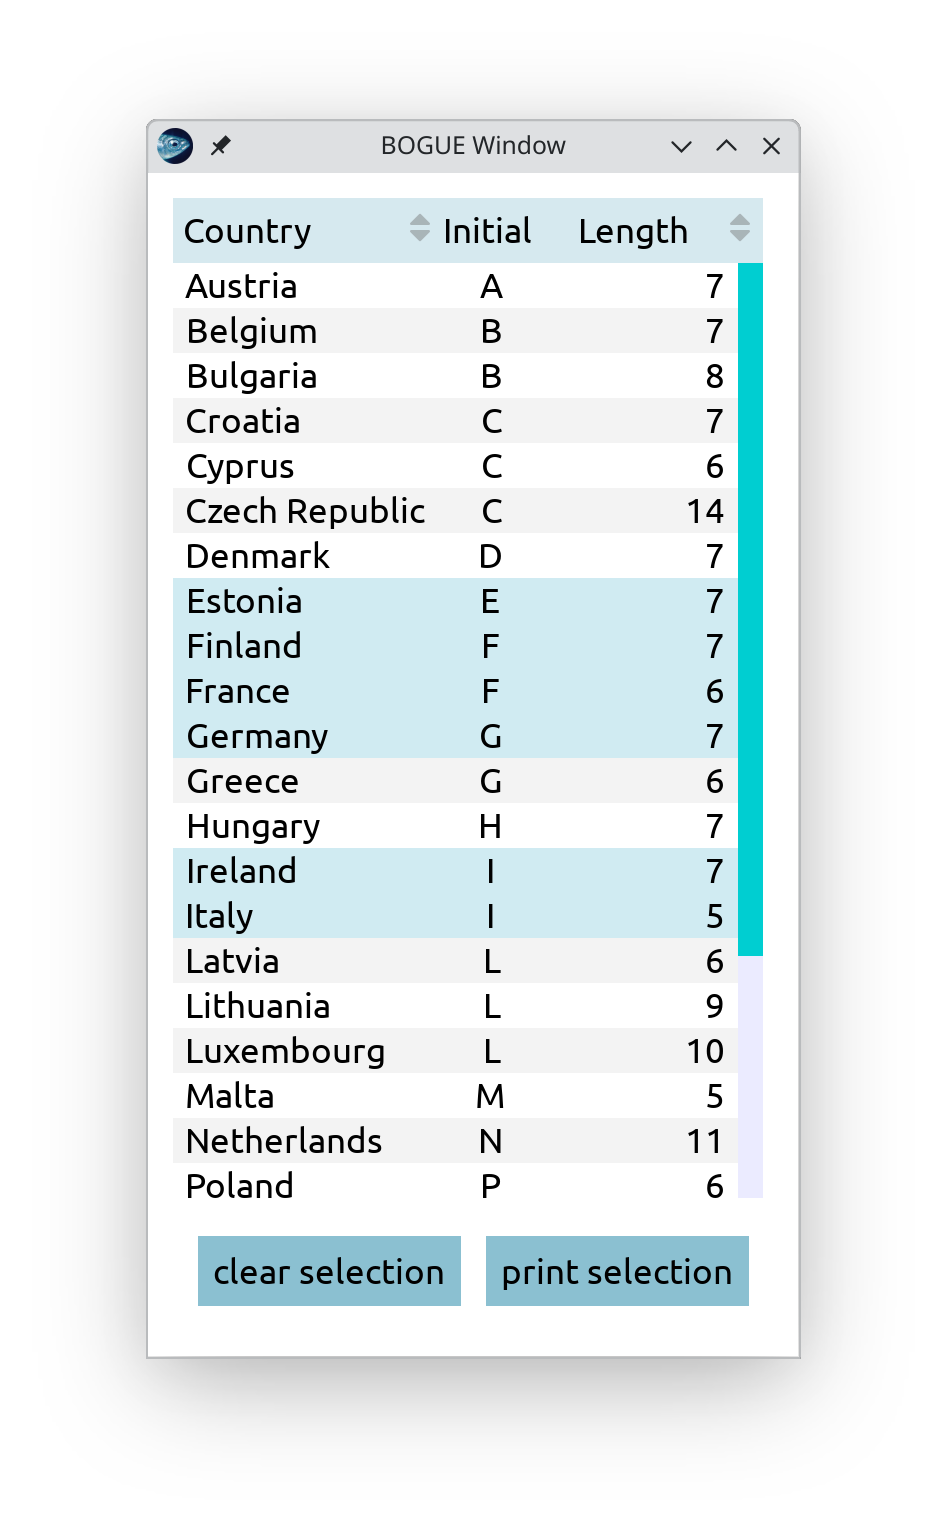 BOGUE Window
Country Initial Length
Austria A 7
Belgium B 7
Bulgaria B 8
Croatia C 7
Cyprus C 6
Czech Republic C 14
Denmark D 7
Estonia E 7
Finland F 7
France F 6
Germany G 7
Greece G 6
Hungary H 7
Ireland I 7
Italy I 5
Latvia L 6
Lithuania L 9
Luxembourg L 10
Malta M 5
Netherlands N 11
Poland P 6
clear selection print selection